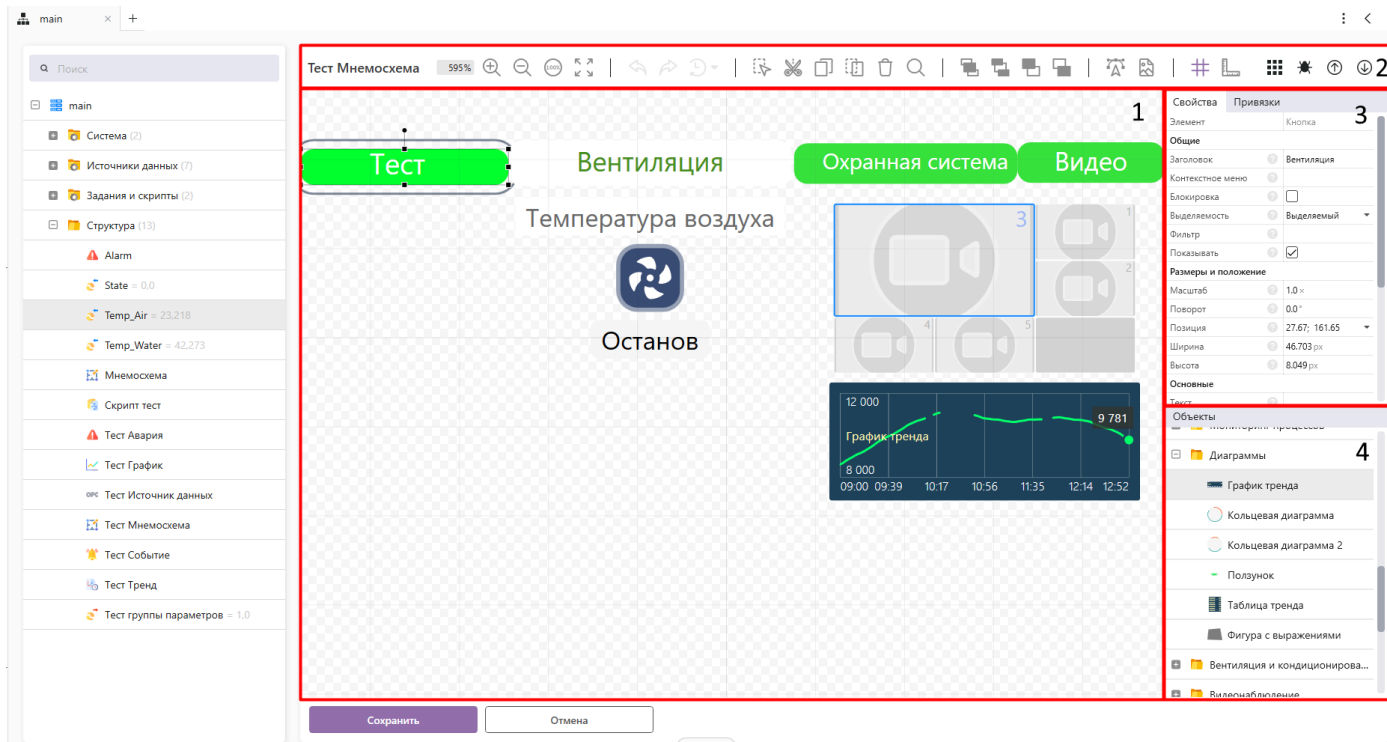 main × +
Поиск
main
Система (2)
Источники данных (7)
Задания и скрипты (2)
Структура (13)
Alarm
State = 0,0
Temp_Air = 23,218
Temp_Water = 42,273
Мнемосхема
Скрипт тест
Тест Авария
Тест График
OPC Тест Источник данных
Тест Мнемосхема
Тест Событие
Тест Тренд
Тест группы параметров = 1.0
Тест Мнемосхема 595% 100% 2
1
Тест
Вентиляция
Охранная система
Видео
Температура воздуха
Останов
3
1
2
4
5
12 000
9 781
График тренда
8 000
09:00 09:39 10:17 10:56 11:35 12:14 12:52
Свойства Привязки 3
Элемент Кнопка
Общие
Заголовок Вентиляция
Контекстное меню
Блокировка
Выделяемость Выделяемый
Фильтр
Показывать
Размеры и положение
Масштаб 1.0 ×
Поворот 0.0 °
Позиция 27.67; 161.65
Ширина 46.703 px
Высота 8.049 px
Основные
Текст
Объекты
Мониторинг процессов
Диаграммы 4
График тренда
Кольцевая диаграмма
Кольцевая диаграмма 2
Ползунок
Таблица тренда
Фигура с выражениями
Вентиляция и кондиционирова...
Видеонаблюдение
Сохранить Отмена